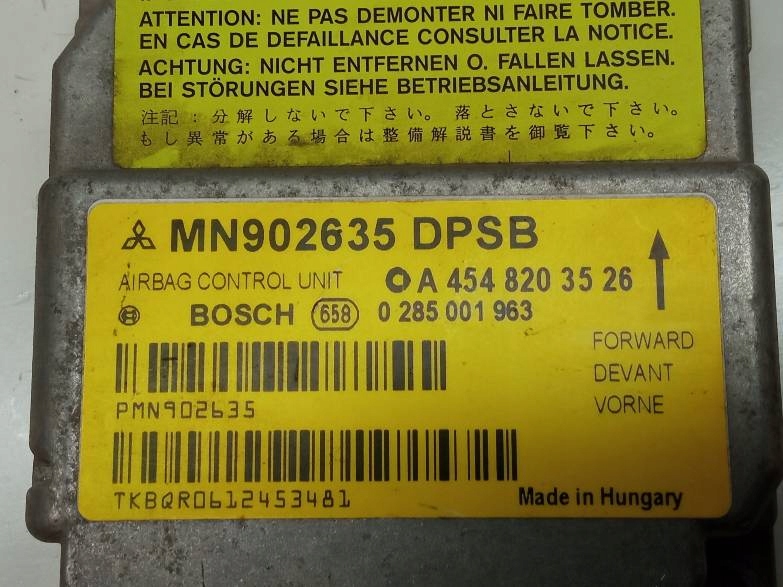 ATTENTION: NE PAS DEMONTER NI FAIRE TOMBER.
EN CAS DE DEFAILLANCE CONSULTER LA NOTICE.
ACHTUNG: NICHT ENTFERNEN O. FALLEN LASSEN.
BEI STÖRUNGEN SIEHE BETRIEBSANLEITUNG.
注記：分解しないで下さい。落とさないで下さい。
もし異常がある場合は整備解説書を御覧下さい。
MN902635 DPSB
AIRBAG CONTROL UNIT A 454 820 35 26
BOSCH 658 0 285 001 963
FORWARD
DEVANT
VORNE
PMN902635
TKBQR0612453481
Made in Hungary